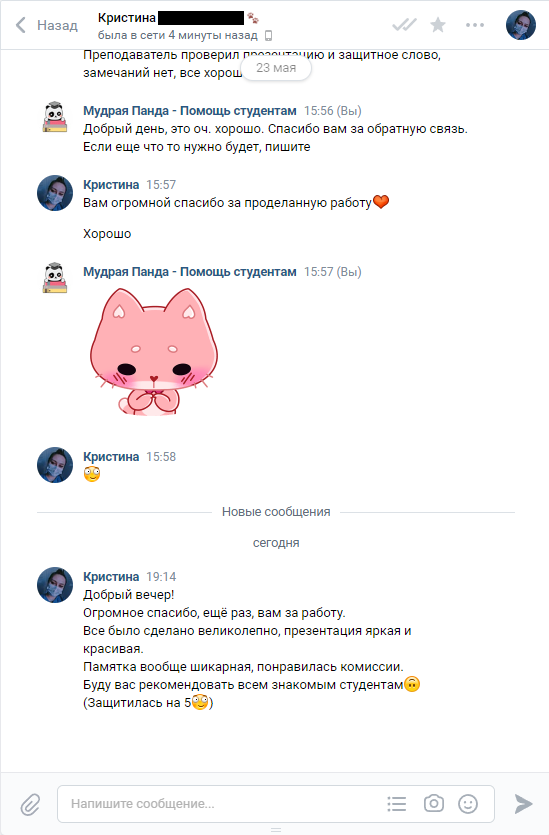 Назад
Кристина
была в сети 4 минуты назад
Преподаватель проверил презентацию и защитное слово,
замечаний нет, все хорошо
23 мая
Мудрая Панда - Помощь студентам 15:56 (Вы)
Добрый день, это оч. хорошо. Спасибо вам за обратную связь.
Если еще что то нужно будет, пишите
Кристина 15:57
Вам огромной спасибо за проделанную работу❤
Хорошо
Мудрая Панда - Помощь студентам 15:57 (Вы)
Кристина 15:58
Новые сообщения
сегодня
Кристина 19:14
Добрый вечер!
Огромное спасибо, ещё раз, вам за работу.
Все было сделано великолепно, презентация яркая и
красивая.
Памятка вообще шикарная, понравилась комиссии.
Буду вас рекомендовать всем знакомым студентам🙃
(Защитилась на 5😳)
Напишите сообщение...